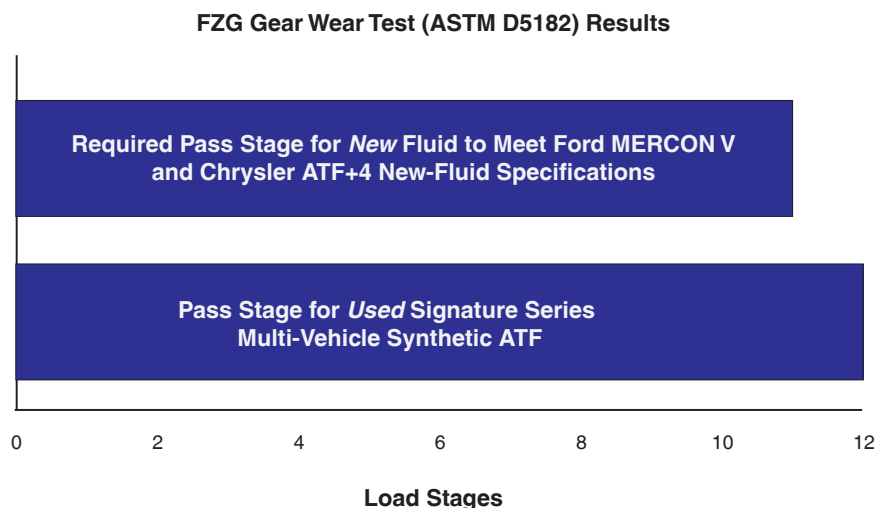 FZG Gear Wear Test (ASTM D5182) Results
Required Pass Stage for New Fluid to Meet Ford MERCON V
and Chrysler ATF+4 New-Fluid Specifications
Pass Stage for Used Signature Series
Multi-Vehicle Synthetic ATF
0 2 4 6 8 10 12
Load Stages